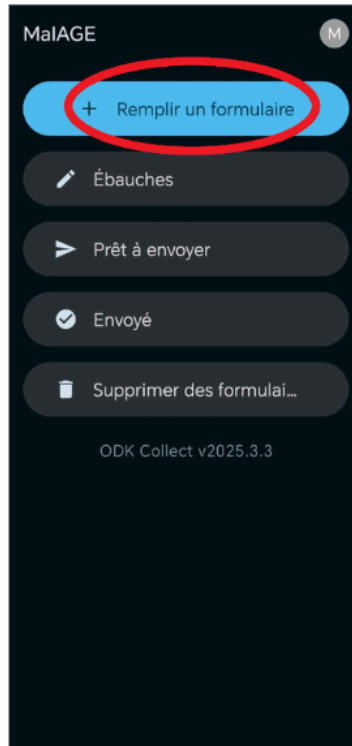 MalAGE
M
+ Remplir un formulaire
Ébauches
Prêt à envoyer
Envoyé
Supprimer des formulai...
ODK Collect v2025.3.3